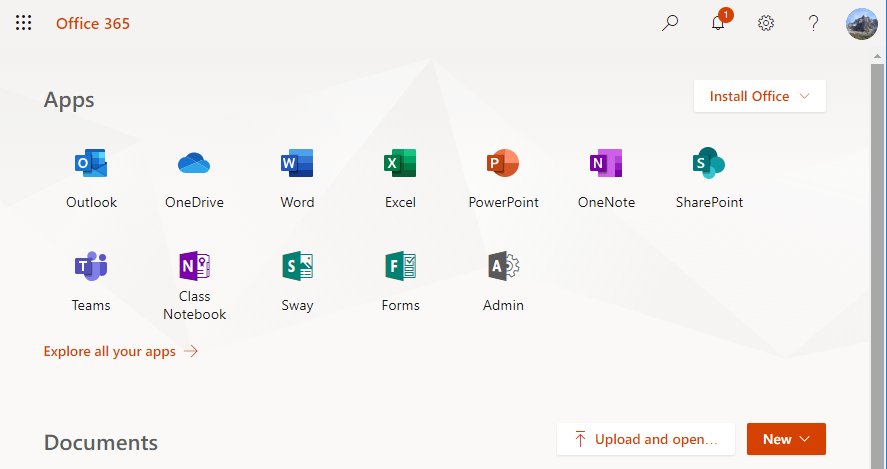 Office 365
1
?
Apps
Install Office
O
W
X
P
N
S
Outlook
OneDrive
Word
Excel
PowerPoint
OneNote
SharePoint
T
N
S
F
A
Teams
Class
Notebook
Sway
Forms
Admin
Explore all your apps
Documents
Upload and open...
New